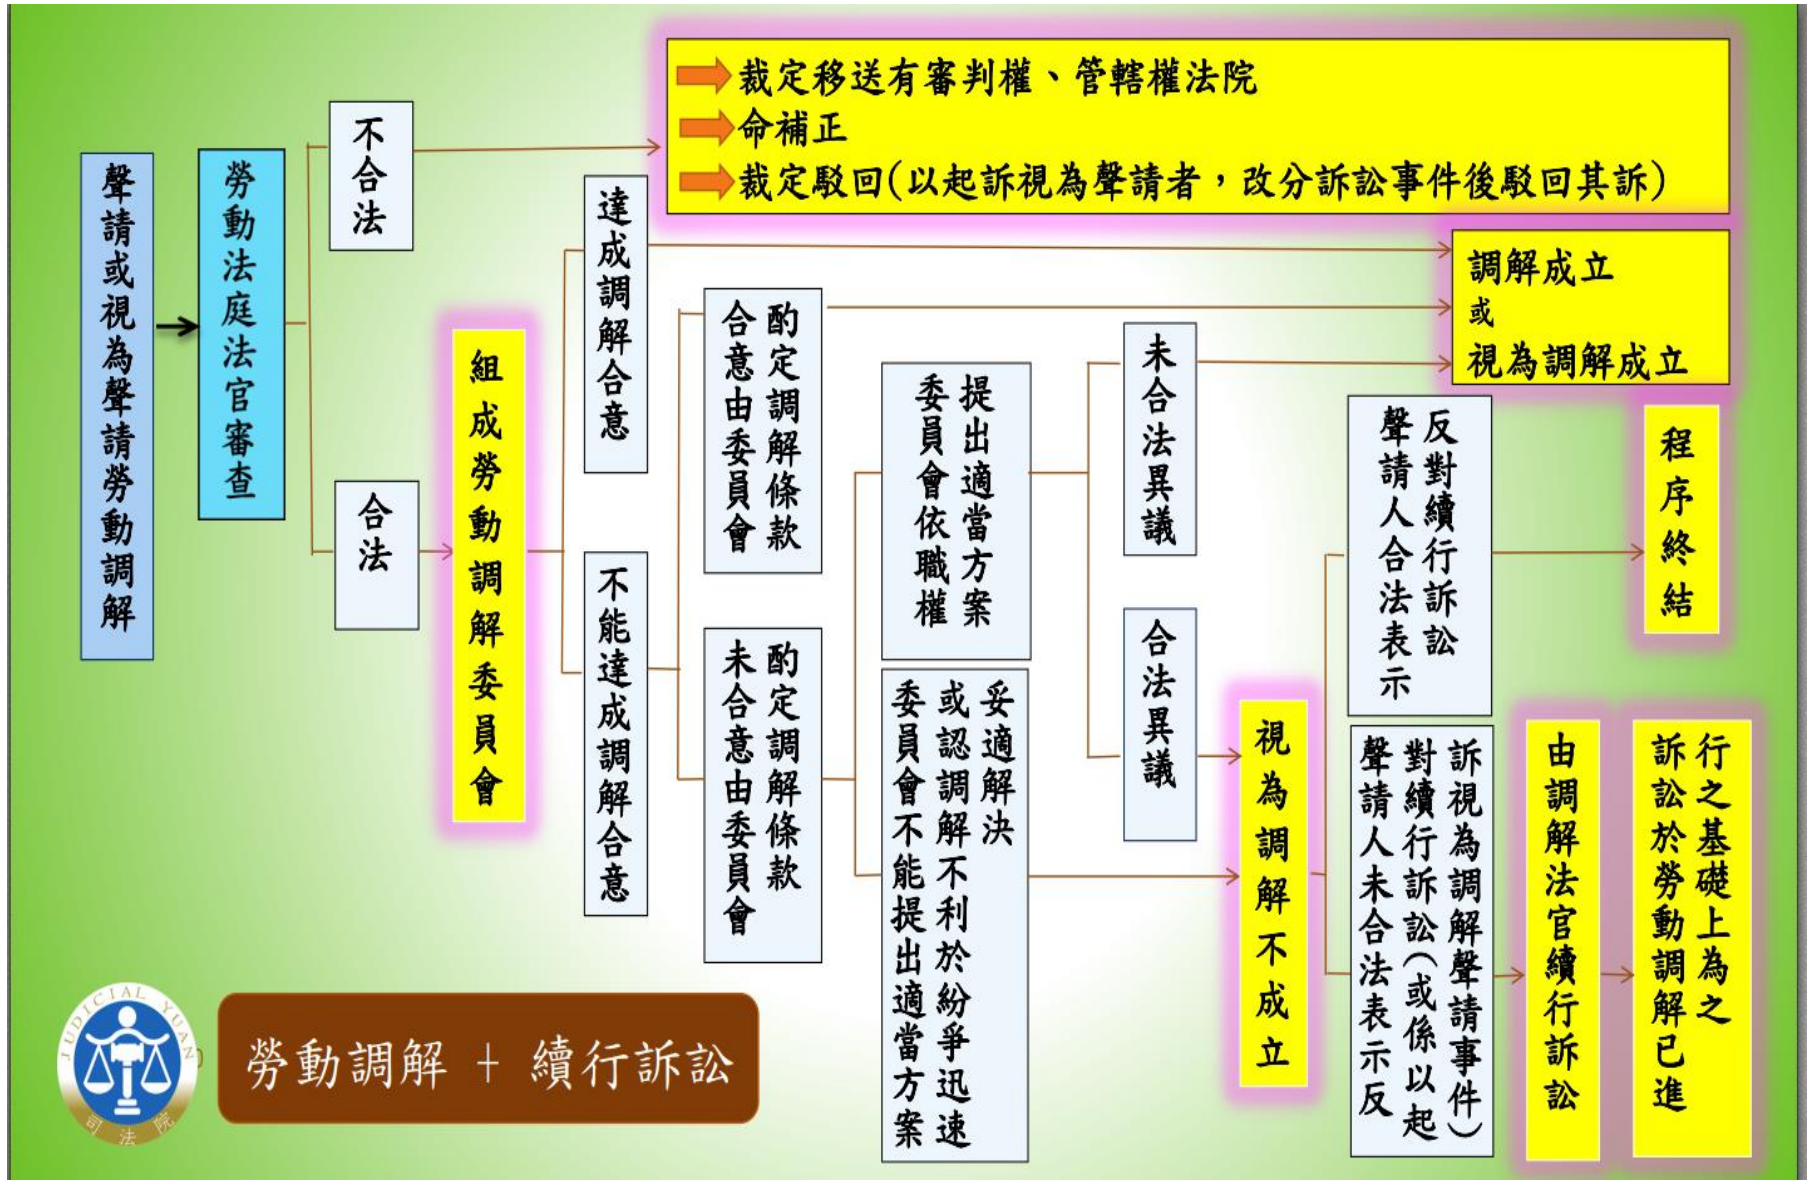 聲請或視為聲請勞動調解
勞動法庭法官審查
不合法
裁定移送有審判權、管轄權法院
命補正
裁定駁回(以起訴視為聲請者，改分訴訟事件後駁回其訴)
合法
組成勞動調解委員會
達成調解合意
不能達成調解合意
合意由委員會
酌定調解條款
未合意由委員會
酌定調解條款
委員會依職權
提出適當方案
委員會不能提出適當方案
或認調解不利於紛爭迅速
妥適解決
未合法異議
合法異議
調解成立
或
視為調解成立
視為調解不成立
聲請人合法表示
反對續行訴訟
程序終結
聲請人未合法表示反
對續行訴訟(或係以起
訴視為調解聲請事件)
由調解法官續行訴訟
訴訟於勞動調解已進
行之基礎上為之
JUDICIAL YUAN
司法院
勞動調解 + 續行訴訟